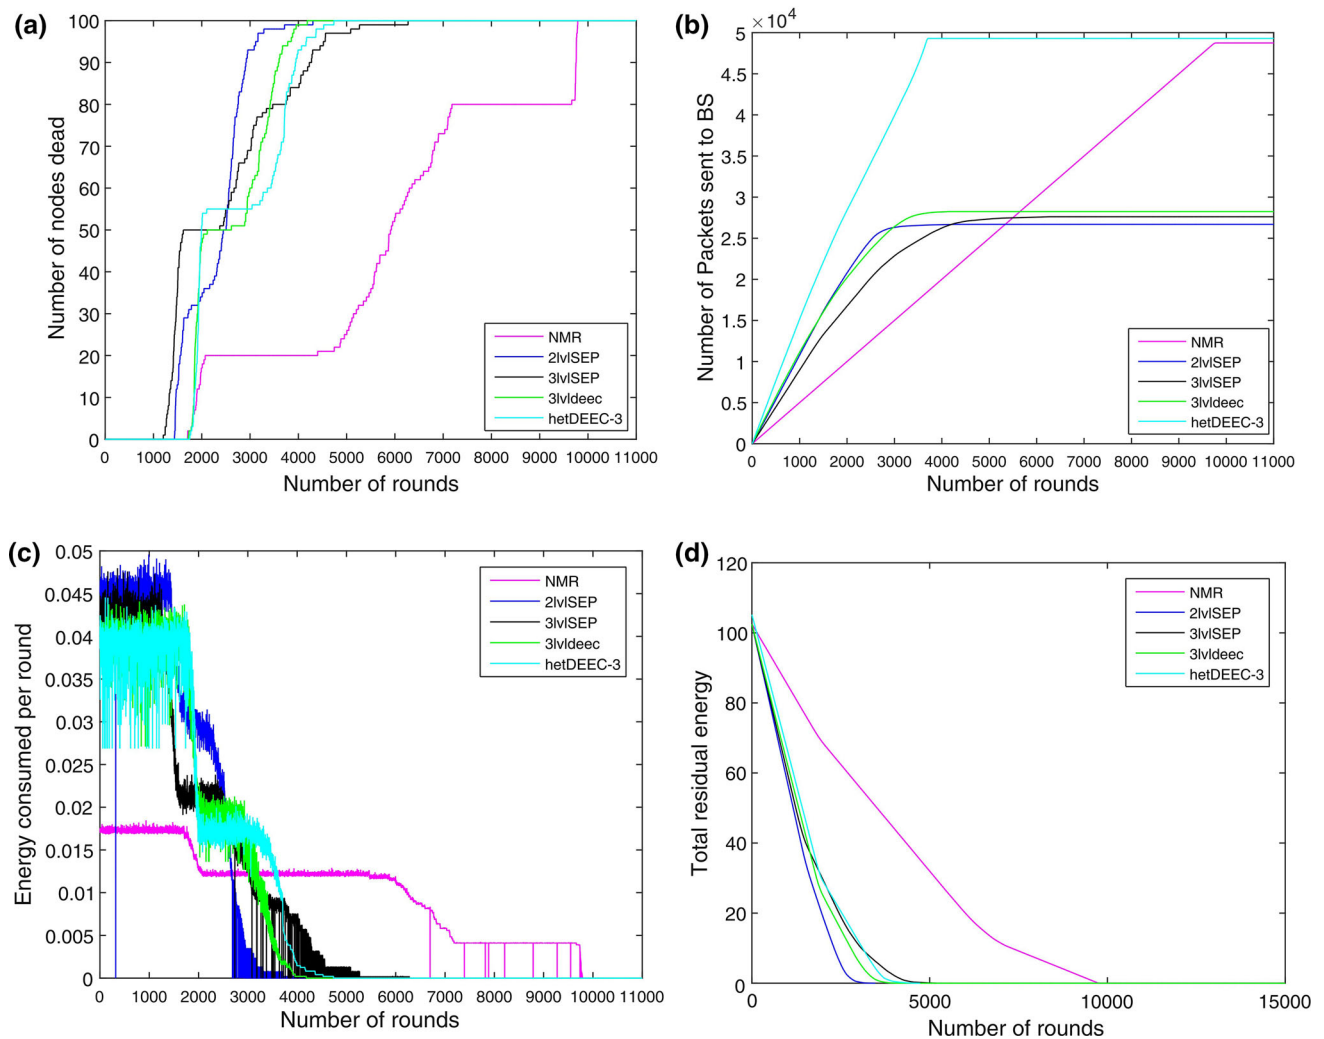 (a)
Number of nodes dead
100
90
80
70
60
50
40
30
20
10
0
0 1000 2000 3000 4000 5000 6000 7000 8000 9000 10000 11000
Number of rounds
NMR
2lvlSEP
3lvlSEP
3lvldeec
hetDEEC-3
(b)
×10^4
Number of Packets sent to BS
5
4.5
4
3.5
3
2.5
2
1.5
1
0.5
0
0 1000 2000 3000 4000 5000 6000 7000 8000 9000 10000 11000
Number of rounds
NMR
2lvlSEP
3lvlSEP
3lvldeec
hetDEEC-3
(c)
Energy consumed per round
0.05
0.045
0.04
0.035
0.03
0.025
0.02
0.015
0.01
0.005
0
0 1000 2000 3000 4000 5000 6000 7000 8000 9000 10000 11000
Number of rounds
NMR
2lvlSEP
3lvlSEP
3lvldeec
hetDEEC-3
(d)
Total residual energy
120
100
80
60
40
20
0
0 5000 10000 15000
Number of rounds
NMR
2lvlSEP
3lvlSEP
3lvldeec
hetDEEC-3